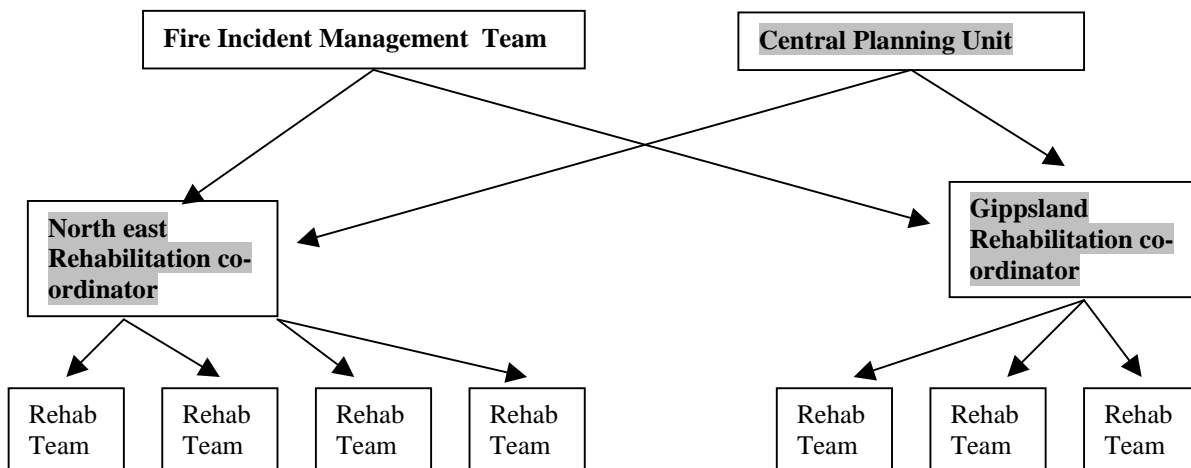 Fire Incident Management Team
Central Planning Unit
North east
Rehabilitation co-
ordinator
Gippsland
Rehabilitation co-
ordinator
Rehab
Team
Rehab
Team
Rehab
Team
Rehab
Team
Rehab
Team
Rehab
Team
Rehab
Team